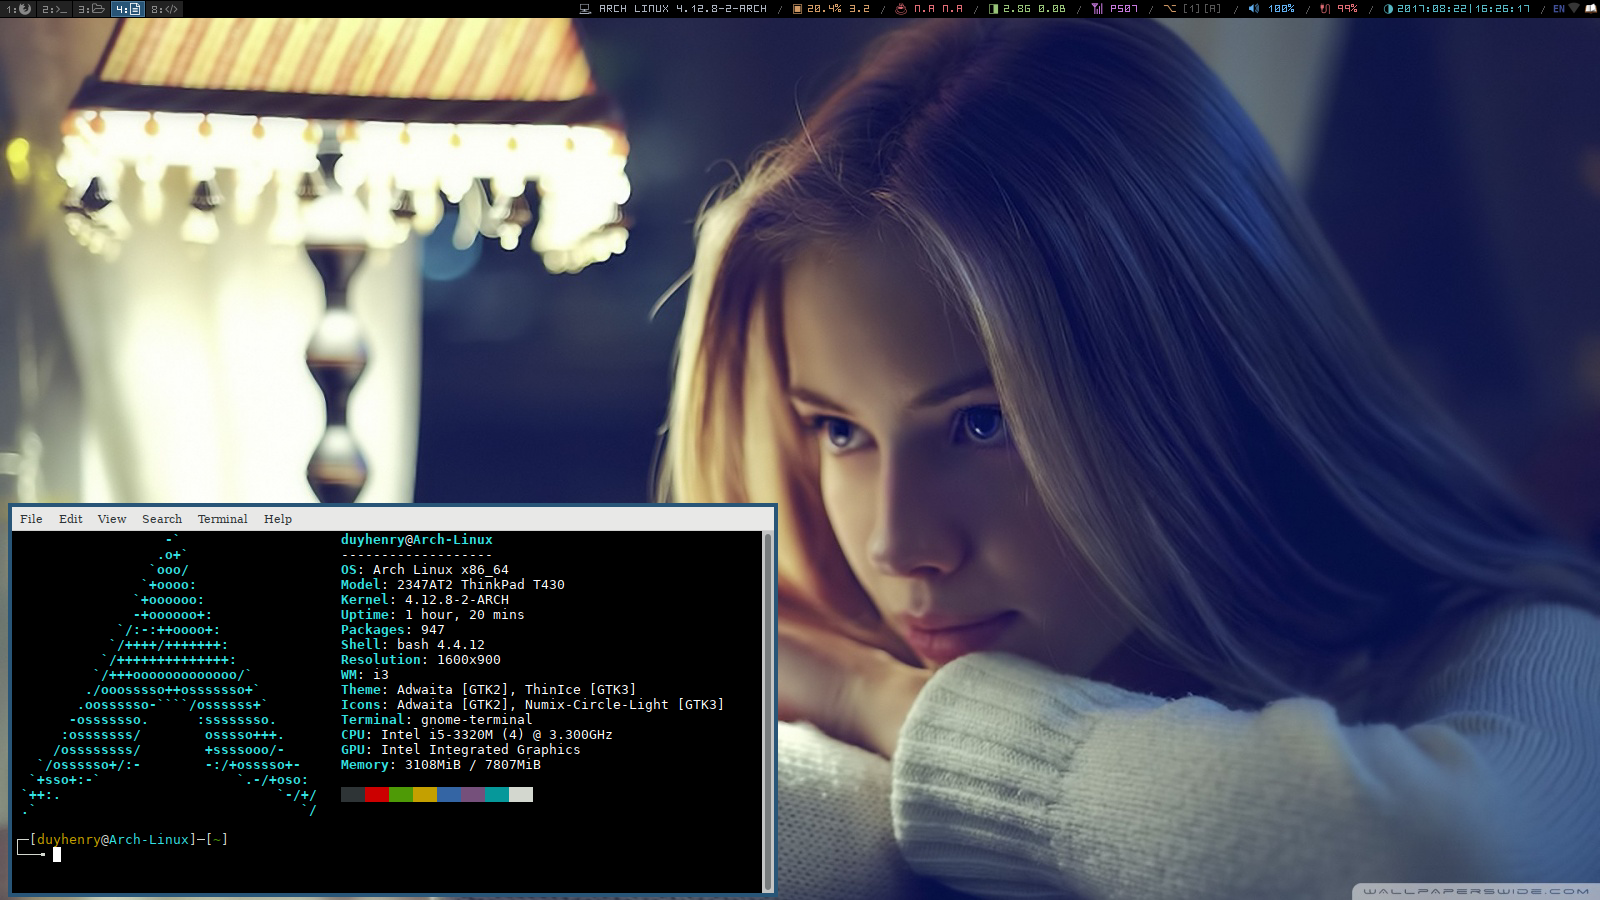 1: 2:>_ 3: 4: 8:</> ARCH LINUX 4.12.8-2-ARCH / 20.4% 3.2 / N.A N.A / 2.8G 0.0B / PS07 / [1][A] / 100% / 99% / 2017:08:22|16:26:17 / EN
File Edit View Search Terminal Help
duyhenry@Arch-Linux
-------------------
OS: Arch Linux x86_64
Model: 2347AT2 ThinkPad T430
Kernel: 4.12.8-2-ARCH
Uptime: 1 hour, 20 mins
Packages: 947
Shell: bash 4.4.12
Resolution: 1600x900
WM: i3
Theme: Adwaita [GTK2], ThinIce [GTK3]
Icons: Adwaita [GTK2], Numix-Circle-Light [GTK3]
Terminal: gnome-terminal
CPU: Intel i5-3320M (4) @ 3.300GHz
GPU: Intel Integrated Graphics
Memory: 3108MiB / 7807MiB
[duyhenry@Arch-Linux]─[~]
WALLPAPERSWIDE.COM